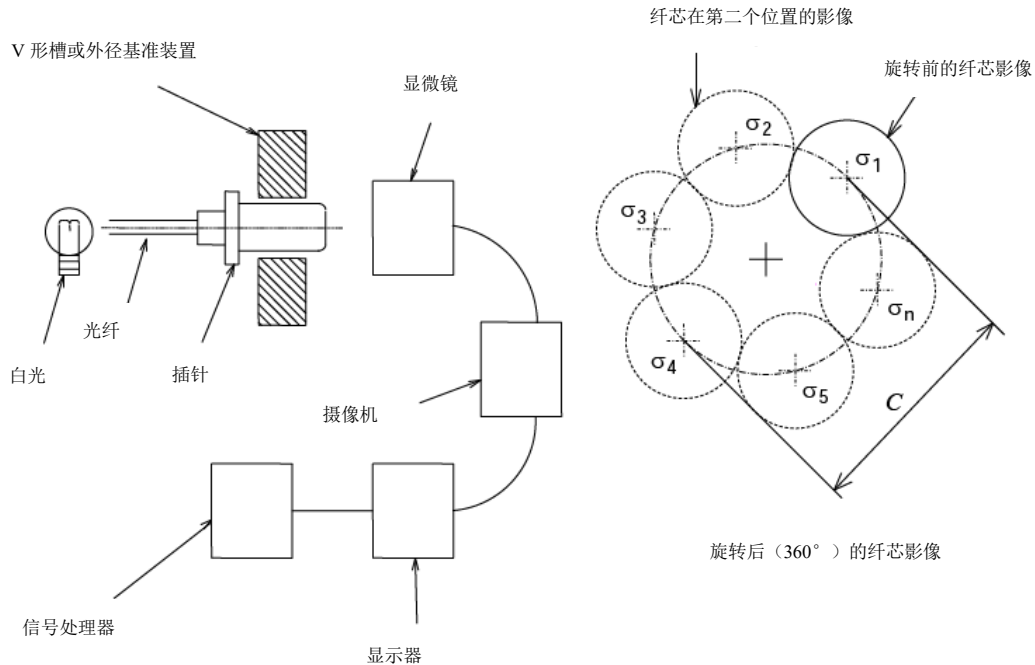 纤芯在第二个位置的影像
V 形槽或外径基准装置
旋转前的纤芯影像
显微镜
σ2
σ1
σ3
σn
光纤
σ4
白光
插针
σ5
C
摄像机
旋转后（360°）的纤芯影像
信号处理器
显示器